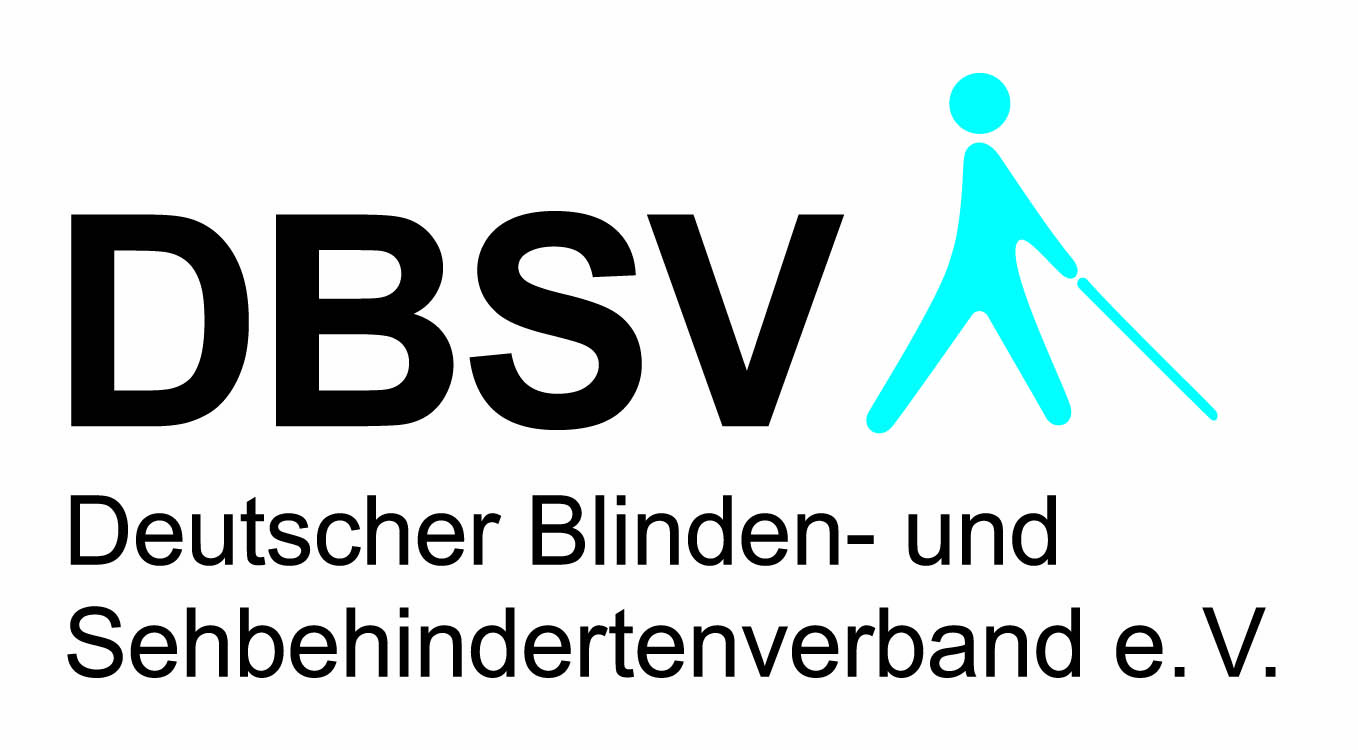 DBSV
Deutscher Blinden- und
Sehbehindertenverband e. V.